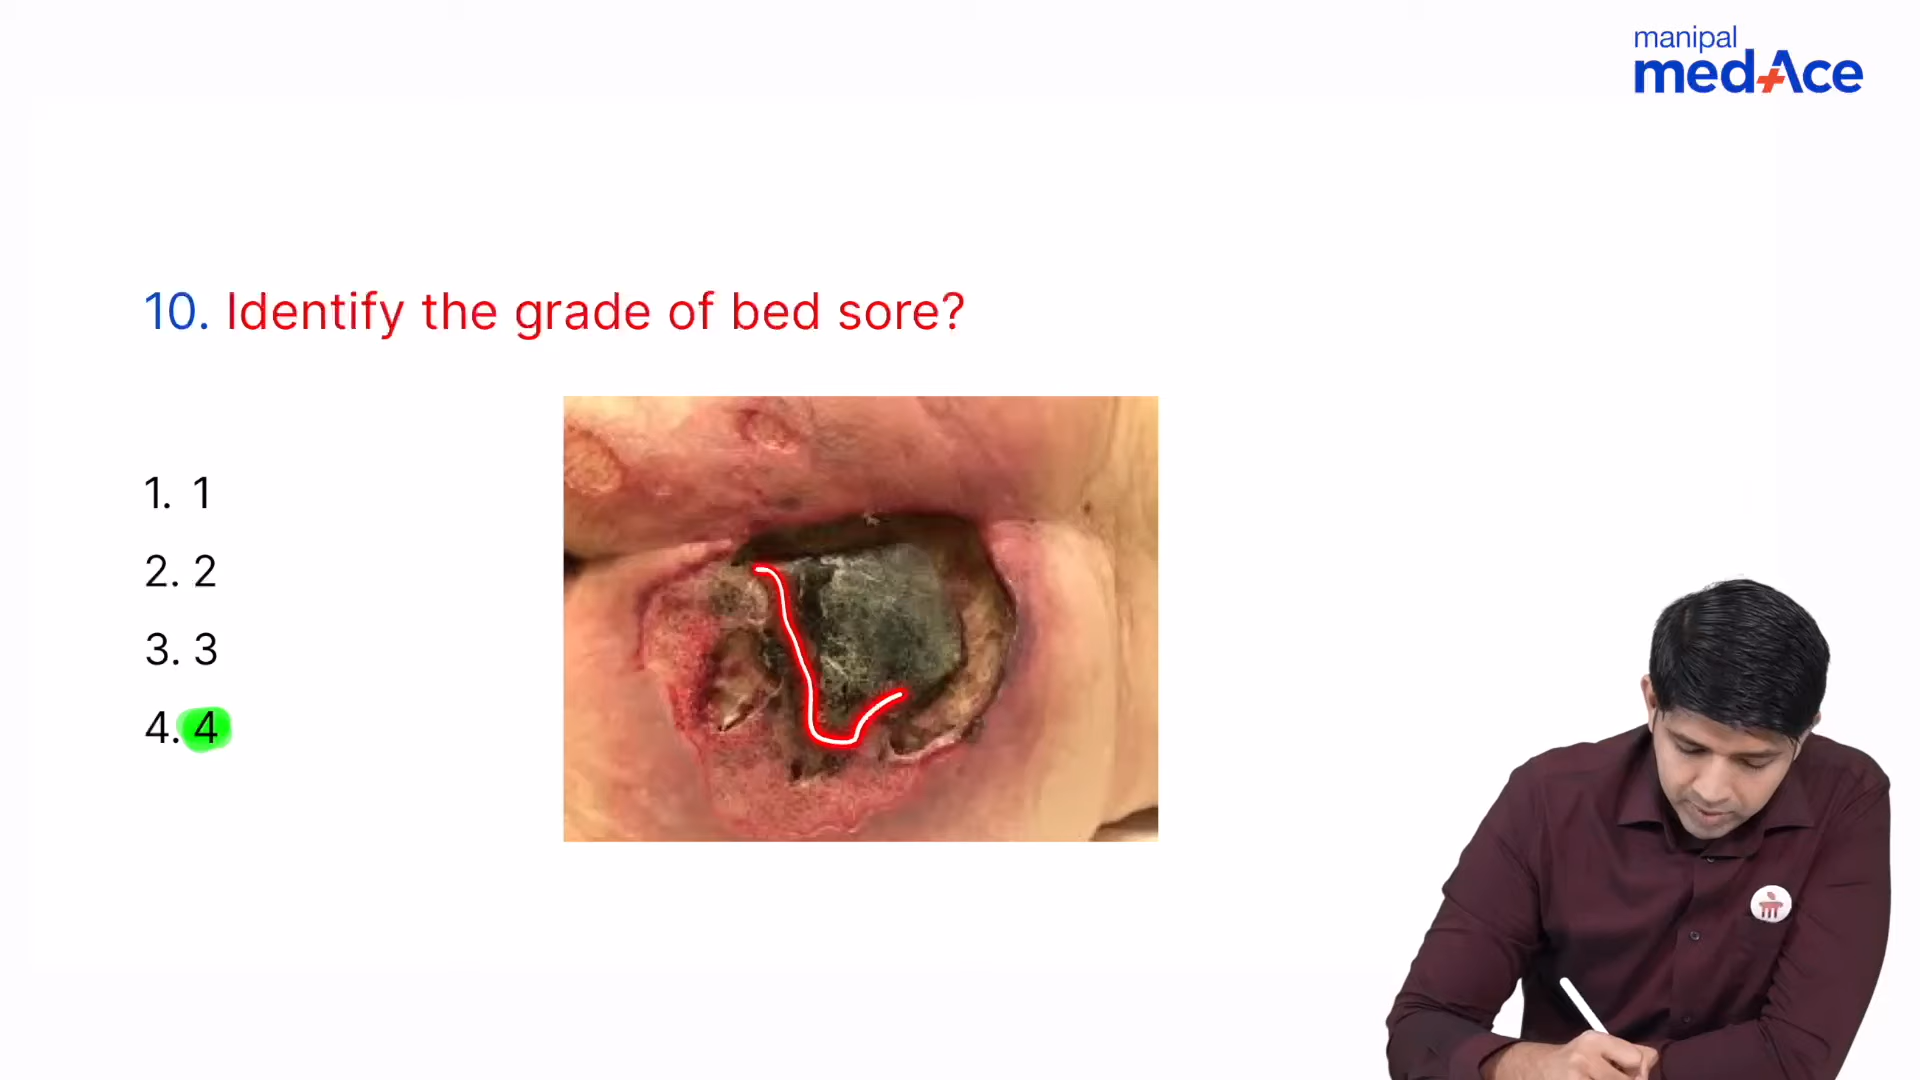 manipal
medAce
10. Identify the grade of bed sore?
1. 1
2. 2
3. 3
4. 4